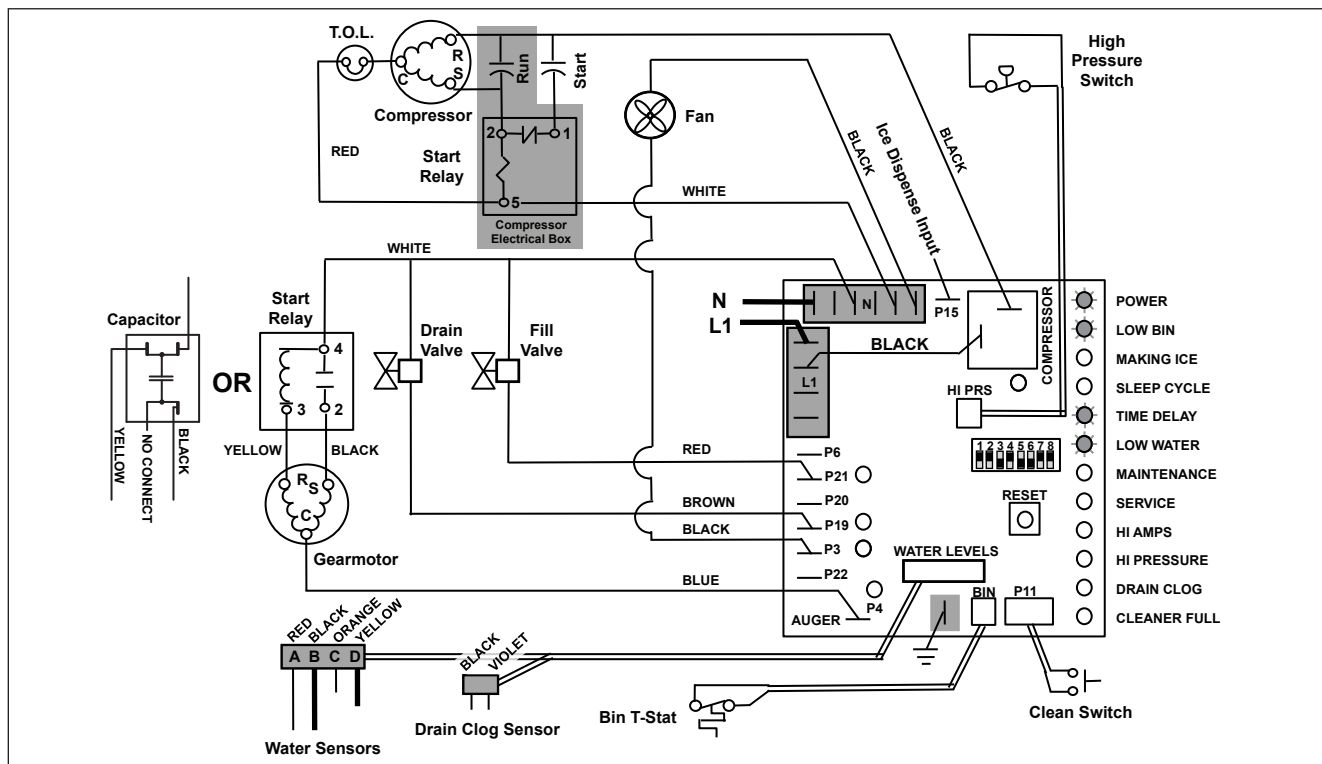 T.O.L.
R
S
C
Compressor
Run
Start
RED
2
1
Start
Relay
5
Compressor
Electrical Box
Fan
BLACK
Ice Dispense Input
BLACK
High
Pressure
Switch
WHITE
WHITE
Capacitor
YELLOW
NO CONNECT
BLACK
OR
Start
Relay
4
3
2
YELLOW
BLACK
R
S
C
Gearmotor
Drain
Valve
Fill
Valve
N
L1
N
L1
P15
BLACK
COMPRESSOR
HI PRS
1 2 3 4 5 6 7 8
RESET
RED
BROWN
BLACK
BLUE
P6
P21
P20
P19
P3
P22
P4
AUGER
WATER LEVELS
BIN
P11
POWER
LOW BIN
MAKING ICE
SLEEP CYCLE
TIME DELAY
LOW WATER
MAINTENANCE
SERVICE
HI AMPS
HI PRESSURE
DRAIN CLOG
CLEANER FULL
RED
BLACK
ORANGE
YELLOW
A B C D
Water Sensors
BLACK
VIOLET
Drain Clog Sensor
Bin T-Stat
Clean Switch